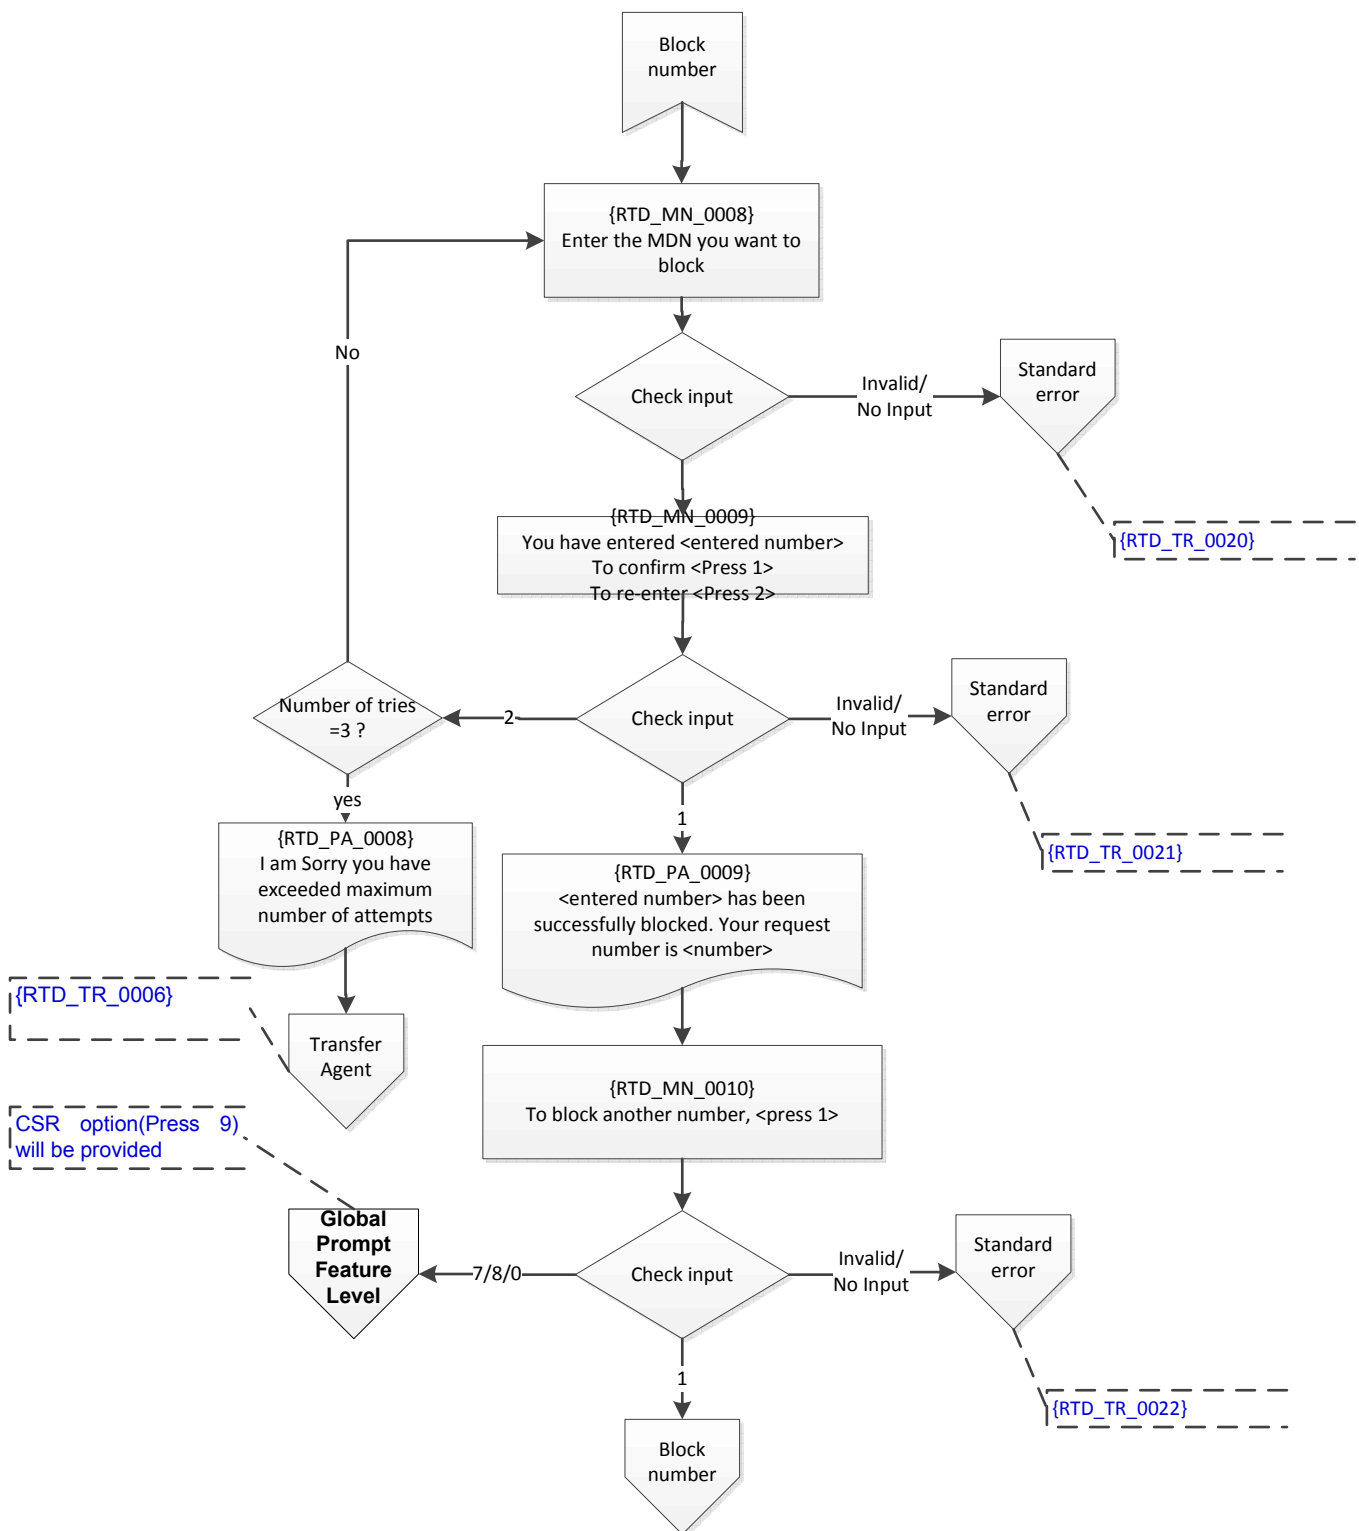 Block
number
{RTD_MN_0008}
Enter the MDN you want to
block
No
Check input
Invalid/
No Input
Standard
error
{RTD_TR_0020}
{RTD_MN_0009}
You have entered <entered number>
To confirm <Press 1>
To re-enter <Press 2>
Number of tries
=3 ?
2
Check input
Invalid/
No Input
Standard
error
{RTD_TR_0021}
yes
1
{RTD_PA_0008}
I am Sorry you have
exceeded maximum
number of attempts
{RTD_PA_0009}
<entered number> has been
successfully blocked. Your request
number is <number>
{RTD_TR_0006}
Transfer
Agent
{RTD_MN_0010}
To block another number, <press 1>
CSR option(Press 9)
will be provided
Global
Prompt
Feature
Level
7/8/0
Check input
Invalid/
No Input
Standard
error
{RTD_TR_0022}
1
Block
number